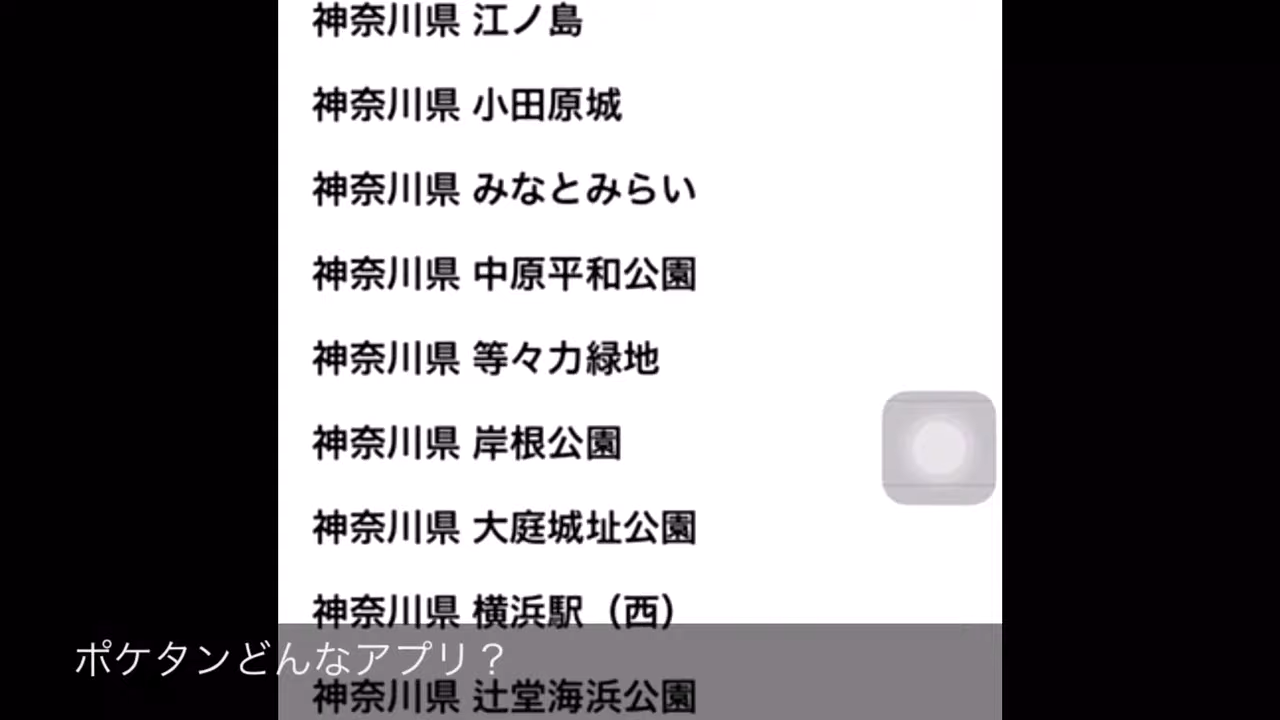 神奈川県 江ノ島
神奈川県 小田原城
神奈川県 みなとみらい
神奈川県 中原平和公園
神奈川県 等々力緑地
神奈川県 岸根公園
神奈川県 大庭城址公園
神奈川県 横浜駅（西）
ポケタンどんなアプリ？
神奈川県 辻堂海浜公園